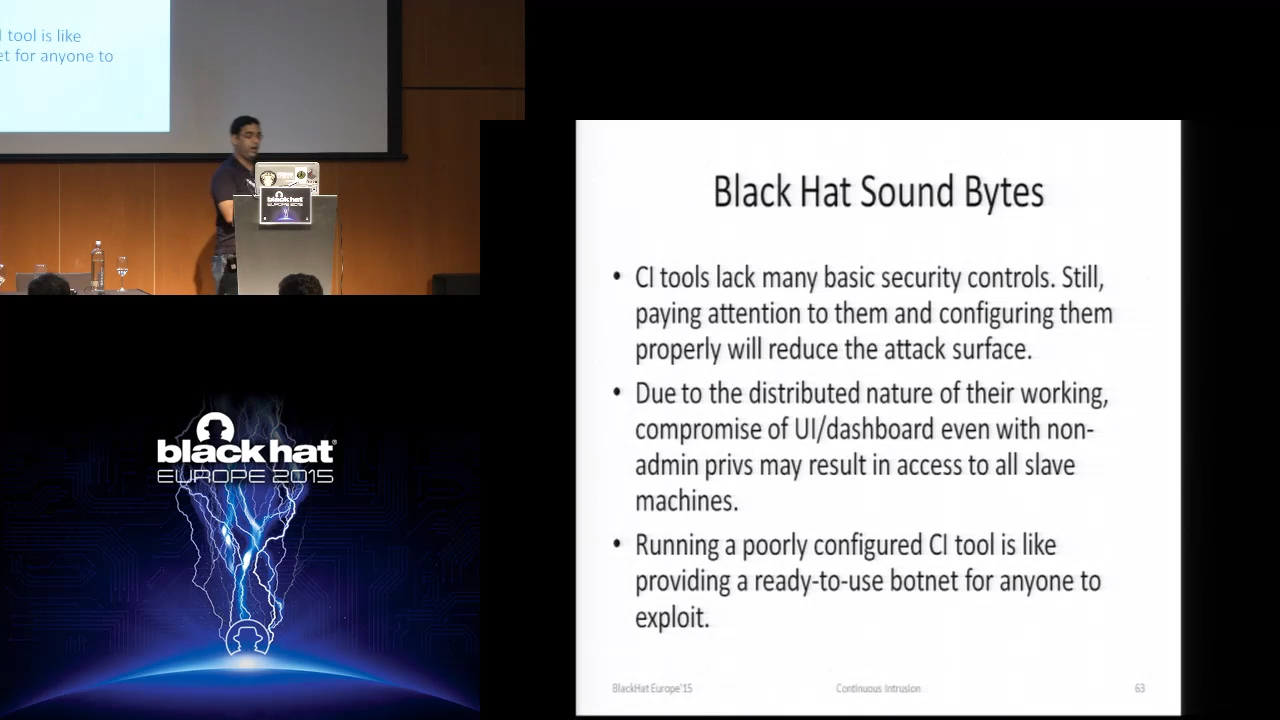 l tool is like
et for anyone to
black hat
EUROPE 2015
black hat
EUROPE 2015
Black Hat Sound Bytes
• CI tools lack many basic security controls. Still,
paying attention to them and configuring them
properly will reduce the attack surface.
• Due to the distributed nature of their working,
compromise of UI/dashboard even with non-
admin privs may result in access to all slave
machines.
• Running a poorly configured CI tool is like
providing a ready-to-use botnet for anyone to
exploit.
BlackHat Europe'15
Continuous Intrusion
63